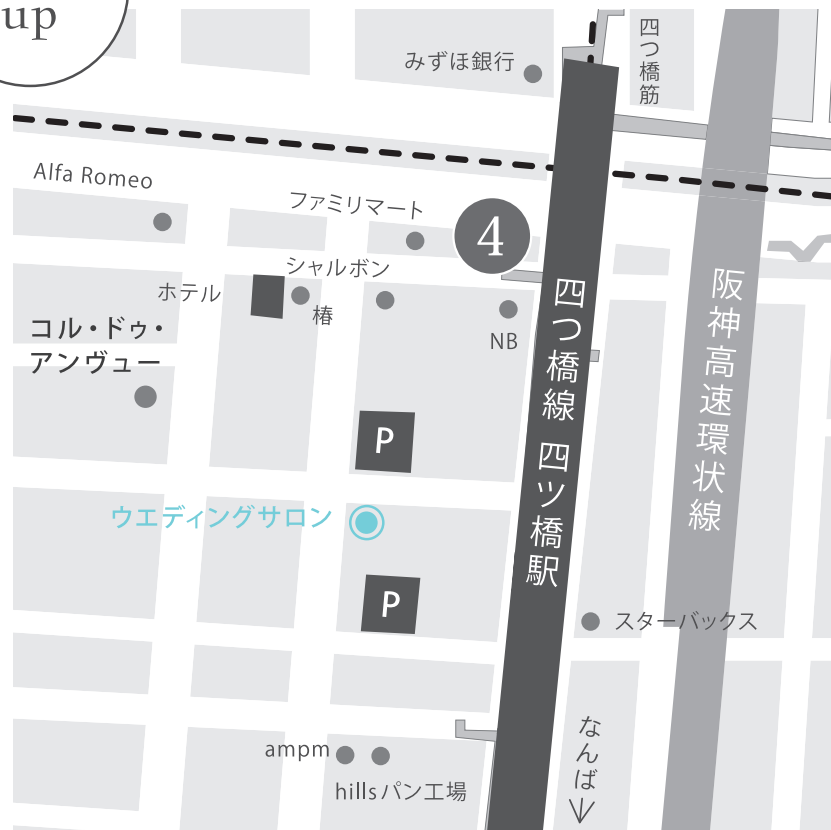 up
みずほ銀行
四つ橋筋
Alfa Romeo
ファミリマート
4
シャルボン
ホテル
椿
NB
コル・ドゥ・
アンヴュー
四つ橋線 四ツ橋駅
阪神高速環状線
P
ウエディングサロン
P
スターバックス
ampm
hillsパン工場
なんば